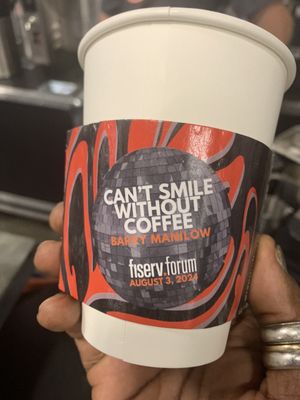 CAN'T SMILE
WITHOUT
COFFEE
BARRY MANILOW
fiserv.forum
AUGUST 3, 2024